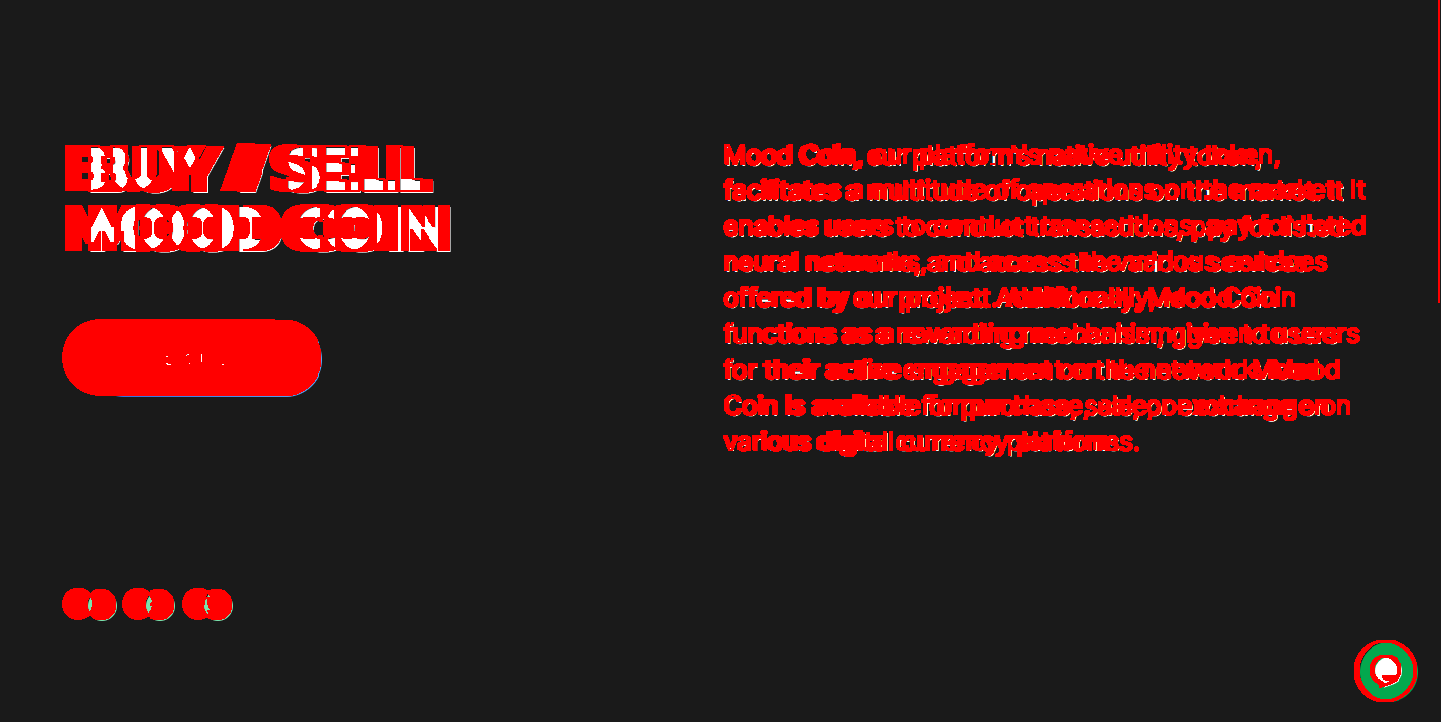 BUY / SELL
MOOD COIN
Mood Coin, our platform's native utility token,
facilitates a multitude of operations on the market. It
enables users to conduct transactions, pay for listed
neural networks, and access the various services
offered by our project. Additionally, Mood Coin
functions as a rewarding mechanism, given to users
for their active engagement on the network. Mood
Coin is available for purchase, sale, or exchange on
various digital currency platforms.